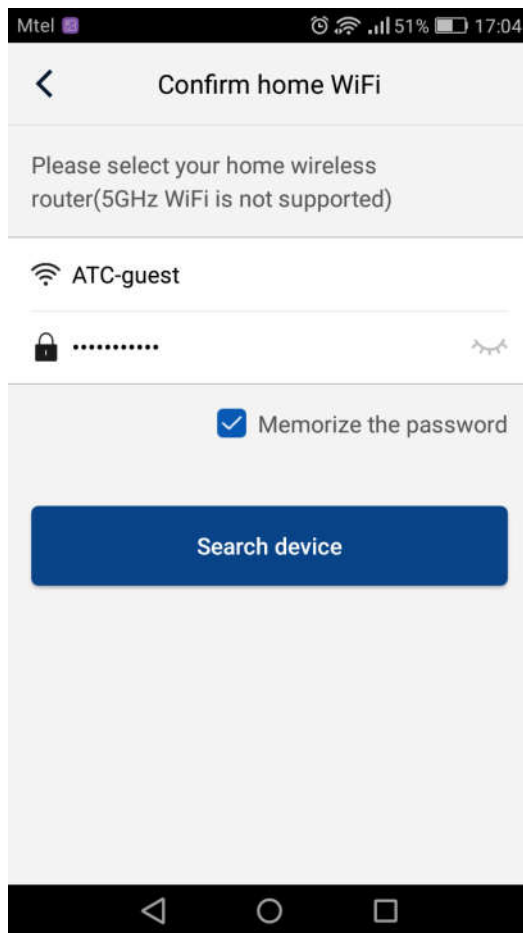 Mtel 51% 17:04
Confirm home WiFi
Please select your home wireless
router(5GHz WiFi is not supported)
ATC-guest
•••••••••••
Memorize the password
Search device